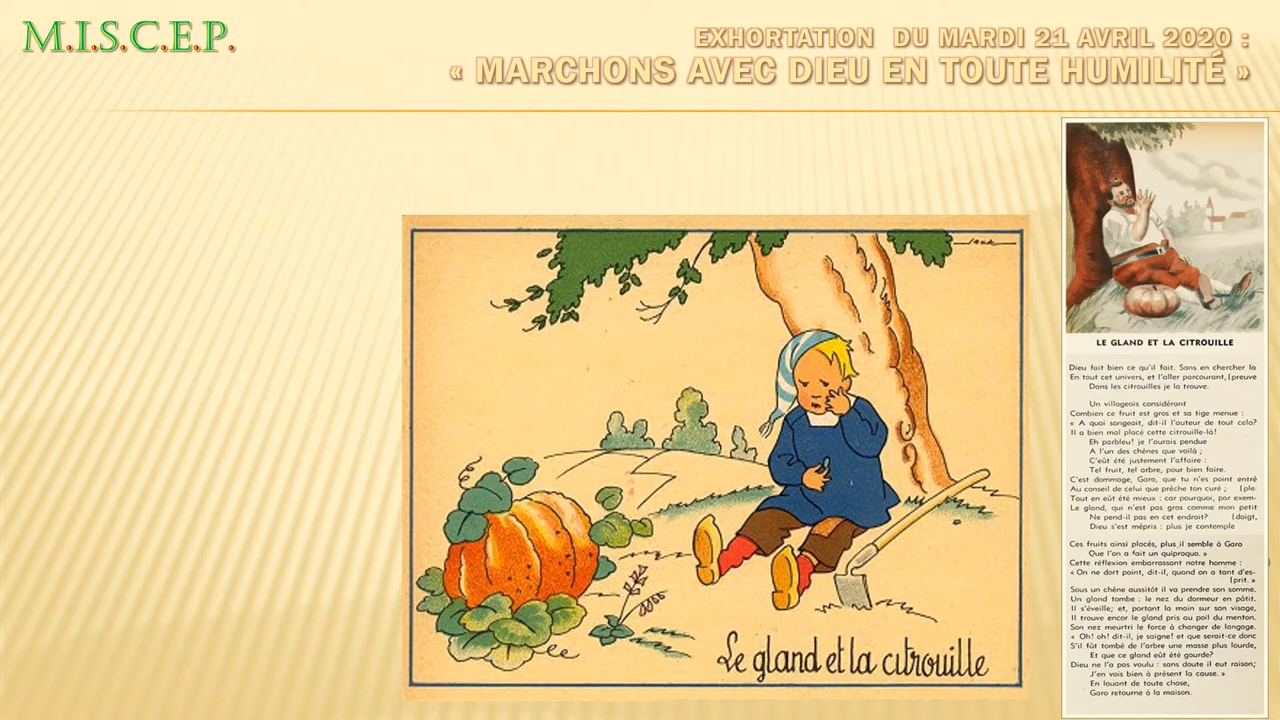 M.I.S.C.E.P.
EXHORTATION DU MARDI 21 AVRIL 2020 :
« MARCHONS AVEC DIEU EN TOUTE HUMILITÉ »
Le gland et la citrouille
LE GLAND ET LA CITROUILLE
Dieu fait bien ce qu'il fait. Sans en chercher la
En tout cet univers, et l'aller parcourant, [preuve
Dans les citrouilles je la trouve.
Un villageois considérant
Combien ce fruit est gros et sa tige menue :
« A quoi songeait, dit-il l'auteur de tout cela?
Il a bien mal placé cette citrouille-là!
Eh parbleu! je l'aurais pendue
A l'un des chênes que voilà ;
C'eût été justement l'affaire :
Tel fruit, tel arbre, pour bien faire.
C'est dommage, Garo, que tu n'es point entré
Au conseil de celui que prêche ton curé ; [ple.
Tout en eût été mieux : car pourquoi, par exem-
Le gland, qui n'est pas gros comme mon petit
Ne pend-il pas en cet endroit? [doigt,
Dieu s'est mépris : plus je contemple
Ces fruits ainsi placés, plus il semble à Garo
Que l'on a fait un quiproquo. »
Cette réflexion embarrassant notre homme :
« On ne dort point, dit-il, quand on a tant d'es-
[prit. »
Sous un chêne aussitôt il va prendre son somme.
Un gland tombe : le nez du dormeur en pâtit.
Il s'éveille; et, portant la main sur son visage,
Il trouve encor le gland pris au poil du menton.
Son nez meurtri le force à changer de langage.
« Oh! oh! dit-il, je saigne! et que serait-ce donc
S'il fût tombé de l'arbre une masse plus lourde,
Et que ce gland eût été gourde?
Dieu ne l'a pas voulu : sans doute il eut raison;
J'en vois bien à présent la cause. »
En louant de toute chose,
Garo retourne à la maison.